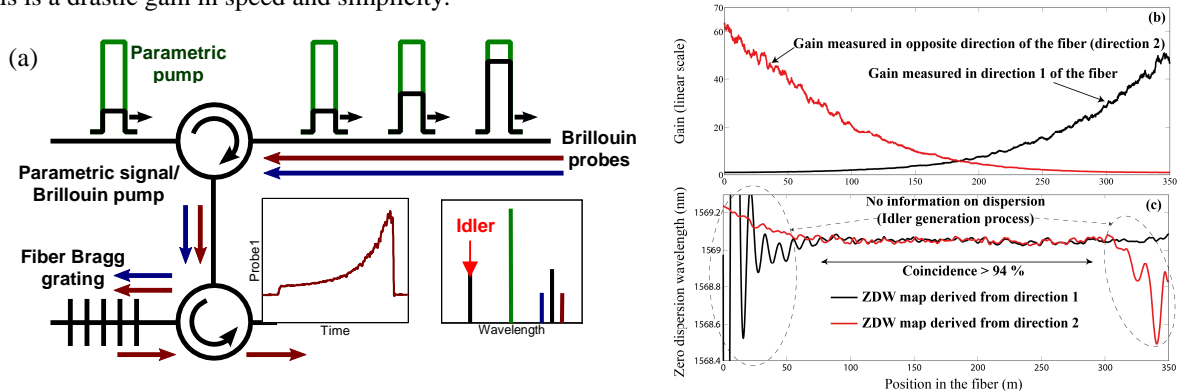 is is a drastic gain in speed and simplicity.
(a)
Parametric
pump
Brillouin
probes
Parametric signal/
Brillouin pump
Fiber Bragg
grating
Probe1
Time
Idler
Wavelength
(b)
Gain measured in opposite direction of the fiber (direction 2)
Gain measured in direction 1 of the fiber
Gain (linear scale)
70
60
40
20
0
0 50 100 150 200 250 300 350
(c)
No information on dispersion
(Idler generation process)
Coincidence > 94 %
ZDW map derived from direction 1
ZDW map derived from direction 2
Zero dispersion wavelength (nm)
1569.2
1569
1568.8
1568.6
1568.4
0 50 100 150 200 250 300 350
Position in the fiber (m)